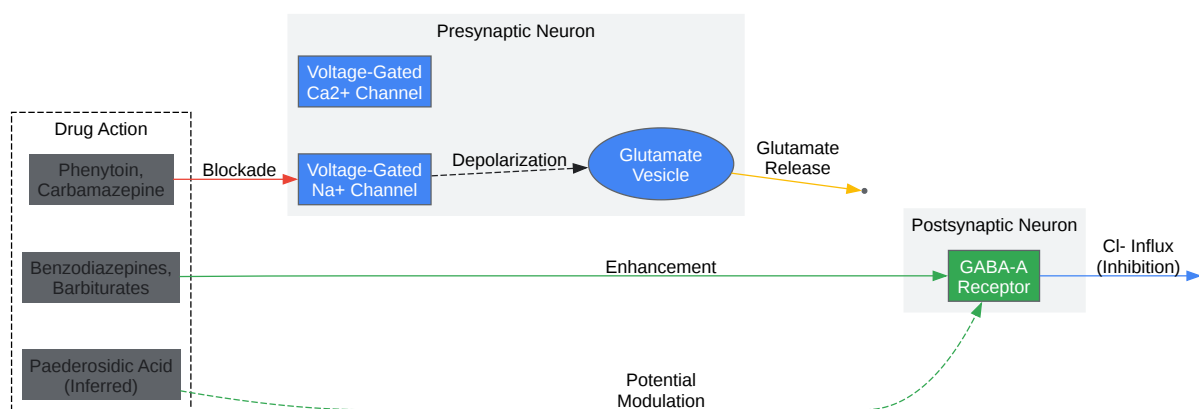 Presynaptic Neuron
Voltage-Gated
Ca2+ Channel
Drug Action
Phenytoin,
Carbamazepine
Blockade
Voltage-Gated
Na+ Channel
Depolarization
Glutamate
Vesicle
Glutamate
Release
Postsynaptic Neuron
Benzodiazepines,
Barbiturates
Enhancement
GABA-A
Receptor
Cl- Influx
(Inhibition)
Paederosidic Acid
(Inferred)
Potential
Modulation